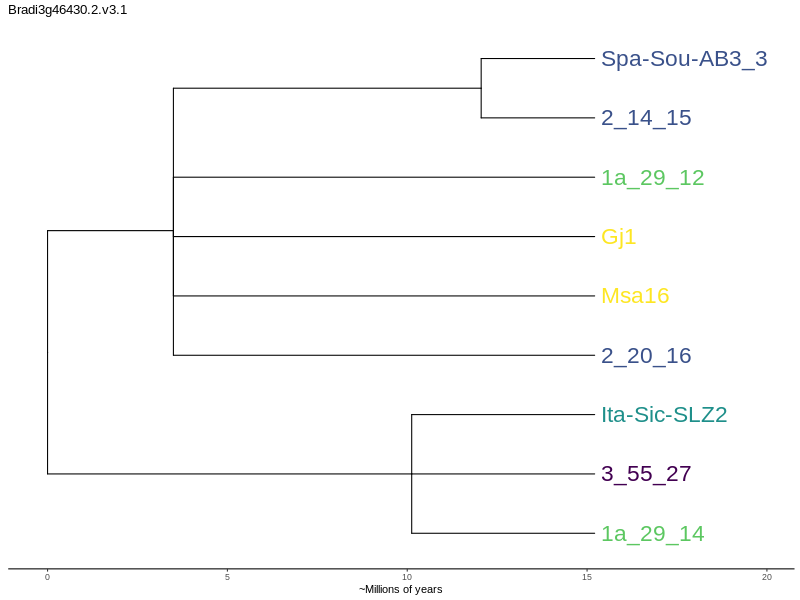 Bradi3g46430.2.v3.1
Spa-Sou-AB3_3
2_14_15
1a_29_12
Gj1
Msa16
2_20_16
Ita-Sic-SLZ2
3_55_27
1a_29_14
0 5 10 15 20
~Millions of years